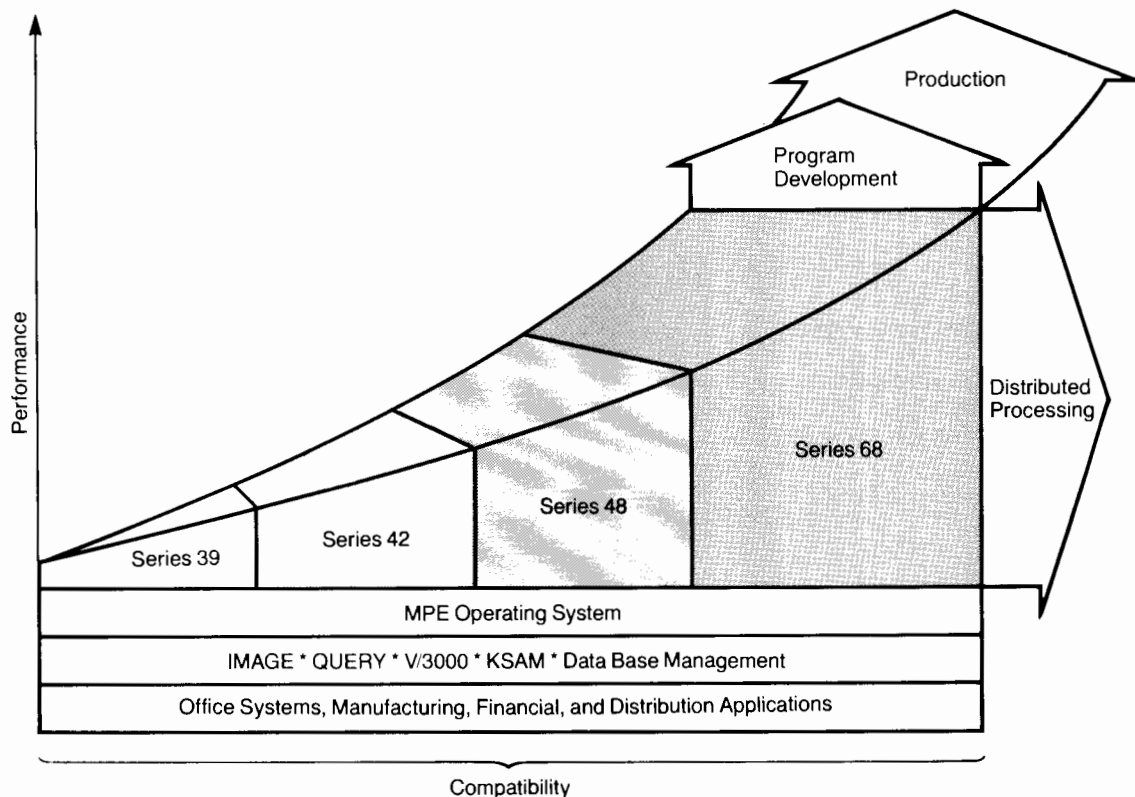 Production
Program
Development
Performance
Distributed
Processing
Series 68
Series 48
Series 42
Series 39
MPE Operating System
IMAGE * QUERY * V/3000 * KSAM * Data Base Management
Office Systems, Manufacturing, Financial, and Distribution Applications
Compatibility